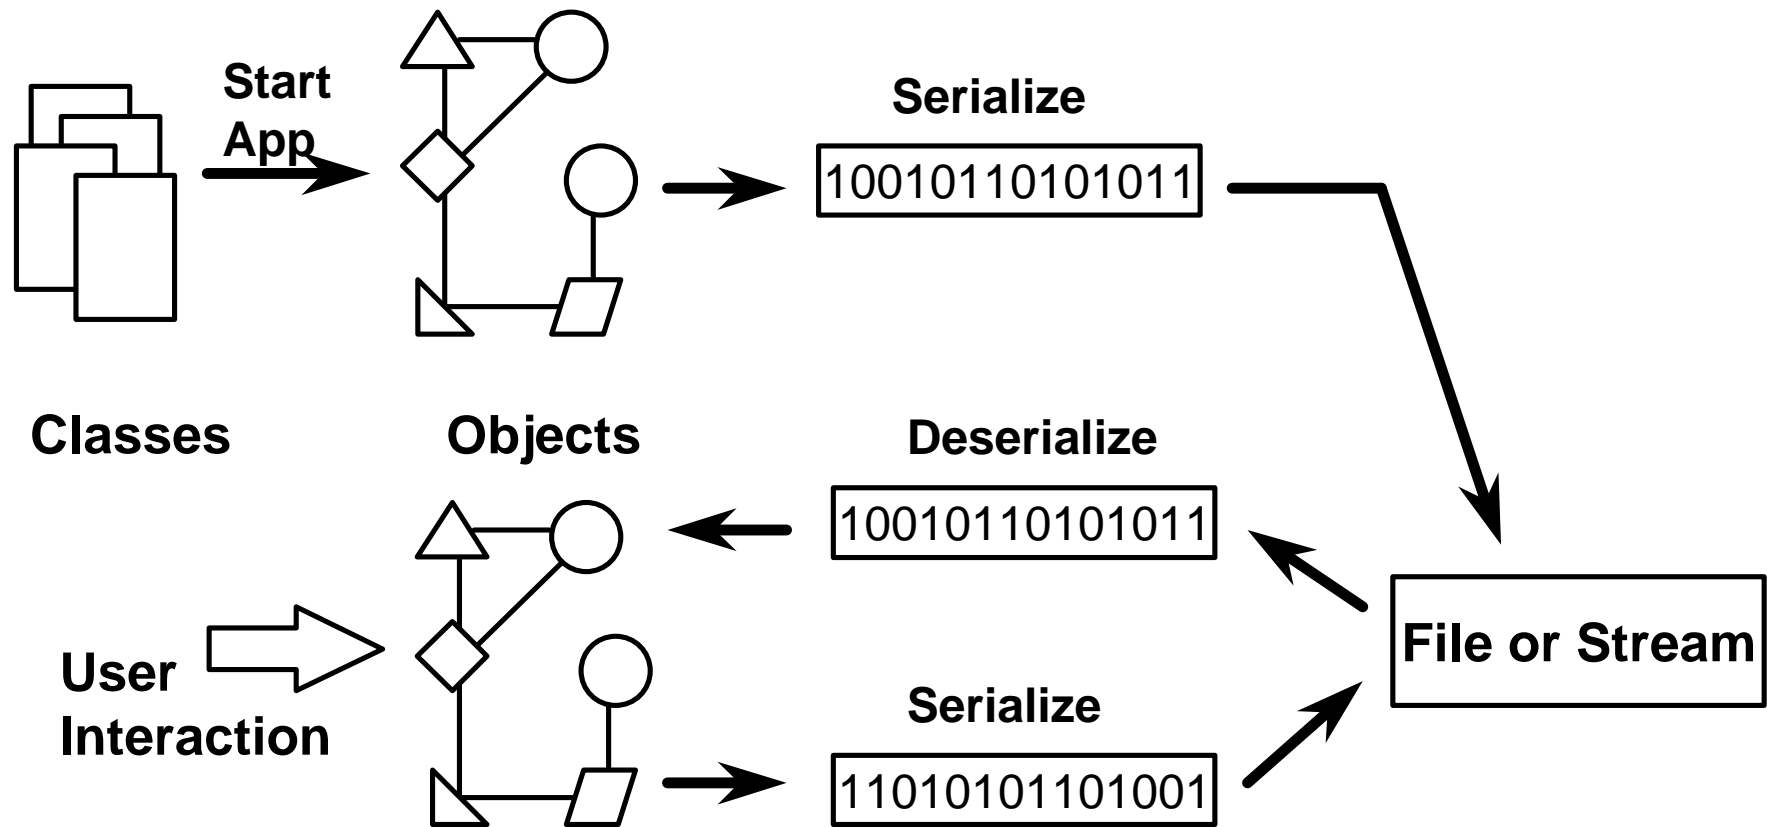 Start
App
Serialize
10010110101011
Classes
Objects
Deserialize
10010110101011
File or Stream
User
Interaction
Serialize
11010101101001